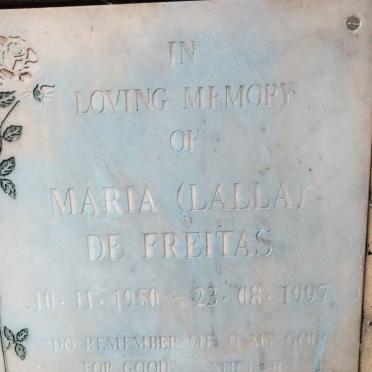 IN
LOVING MEMORY
OF
MARIA (LALLA)
DE FREITAS
10 · 11 · 1950 - 23 · 08 · 1997
"DO REMEMBER ME O MY GOD
FOR GOOD"